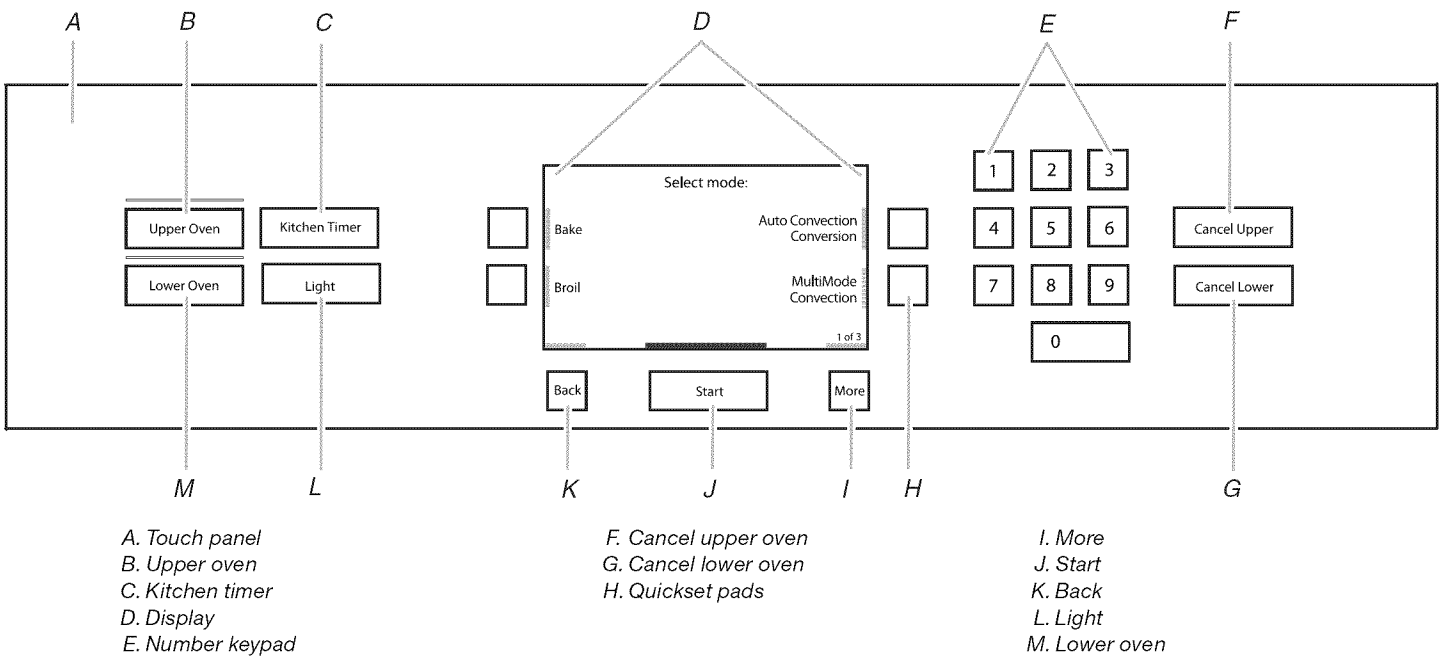 A B C D E F
Select mode:
1 2 3
Upper Oven Kitchen Timer Bake Auto Convection
Conversion 4 5 6 Cancel Upper
Lower Oven Light Broil MultiMode
Convection 7 8 9 Cancel Lower
1 of 3
0
Back Start More
M L K J I H G
A. Touch panel
B. Upper oven
C. Kitchen timer
D. Display
E. Number keypad
F. Cancel upper oven
G. Cancel lower oven
H. Quickset pads
I. More
J. Start
K. Back
L. Light
M. Lower oven